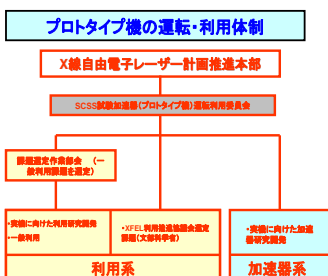 プロトタイプ機の運転・利用体制
X線自由電子レーザー計画推進本部
SCSS試験加速器(プロトタイプ機)運転利用委員会
課題選定作業部会 (一
般利用課題を選定)
・実機に向けた利用研究開発
・一般利用
・XFEL利用推進協議会選定
課題(文部科学省)
・実機に向けた加速
器研究開発
利用系
加速器系